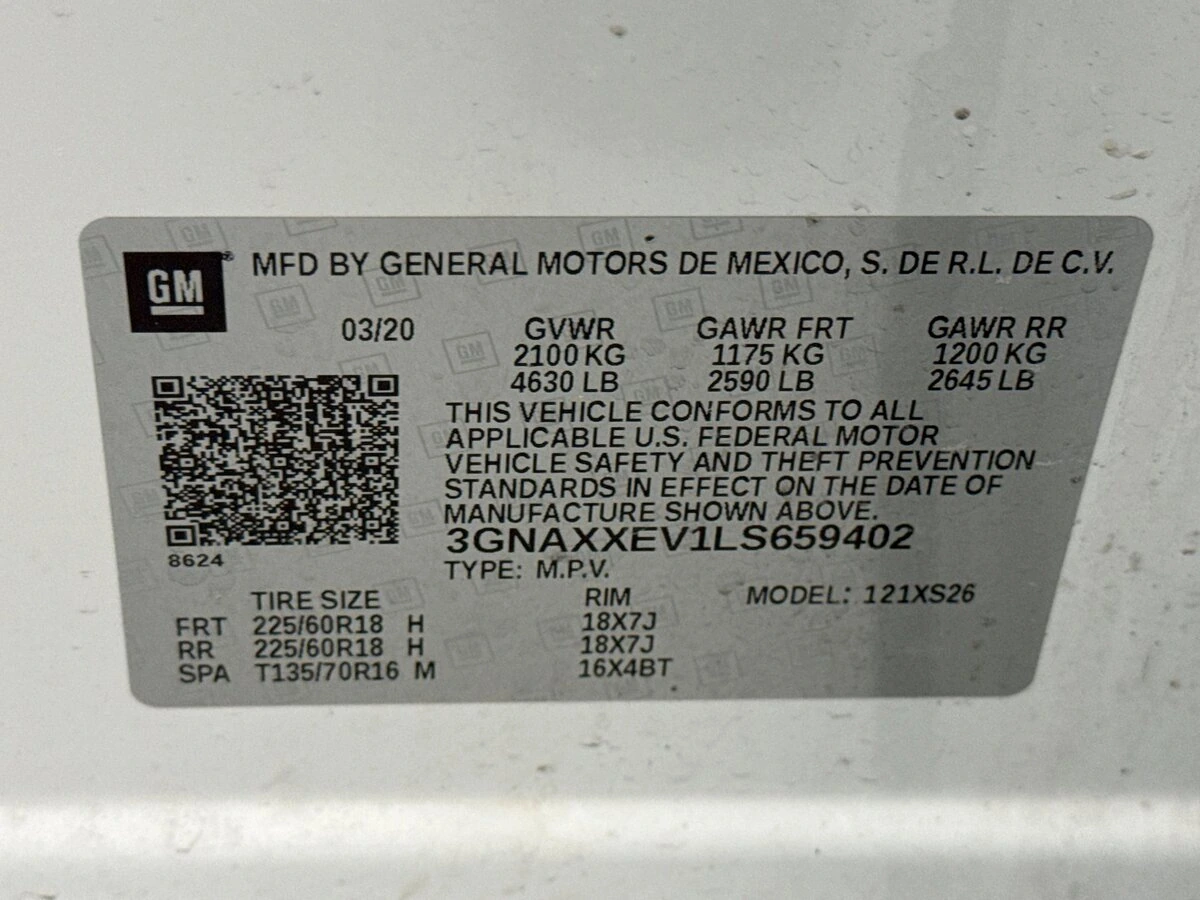 GM® MFD BY GENERAL MOTORS DE MEXICO, S. DE R.L. DE C.V.
03/20 GVWR GAWR FRT GAWR RR
2100 KG 1175 KG 1200 KG
4630 LB 2590 LB 2645 LB
THIS VEHICLE CONFORMS TO ALL
APPLICABLE U.S. FEDERAL MOTOR
VEHICLE SAFETY AND THEFT PREVENTION
STANDARDS IN EFFECT ON THE DATE OF
MANUFACTURE SHOWN ABOVE.
3GNAXXEV1LS659402
8624
TYPE: M.P.V.
TIRE SIZE RIM MODEL: 121XS26
FRT 225/60R18 H 18X7J
RR 225/60R18 H 18X7J
SPA T135/70R16 M 16X4BT